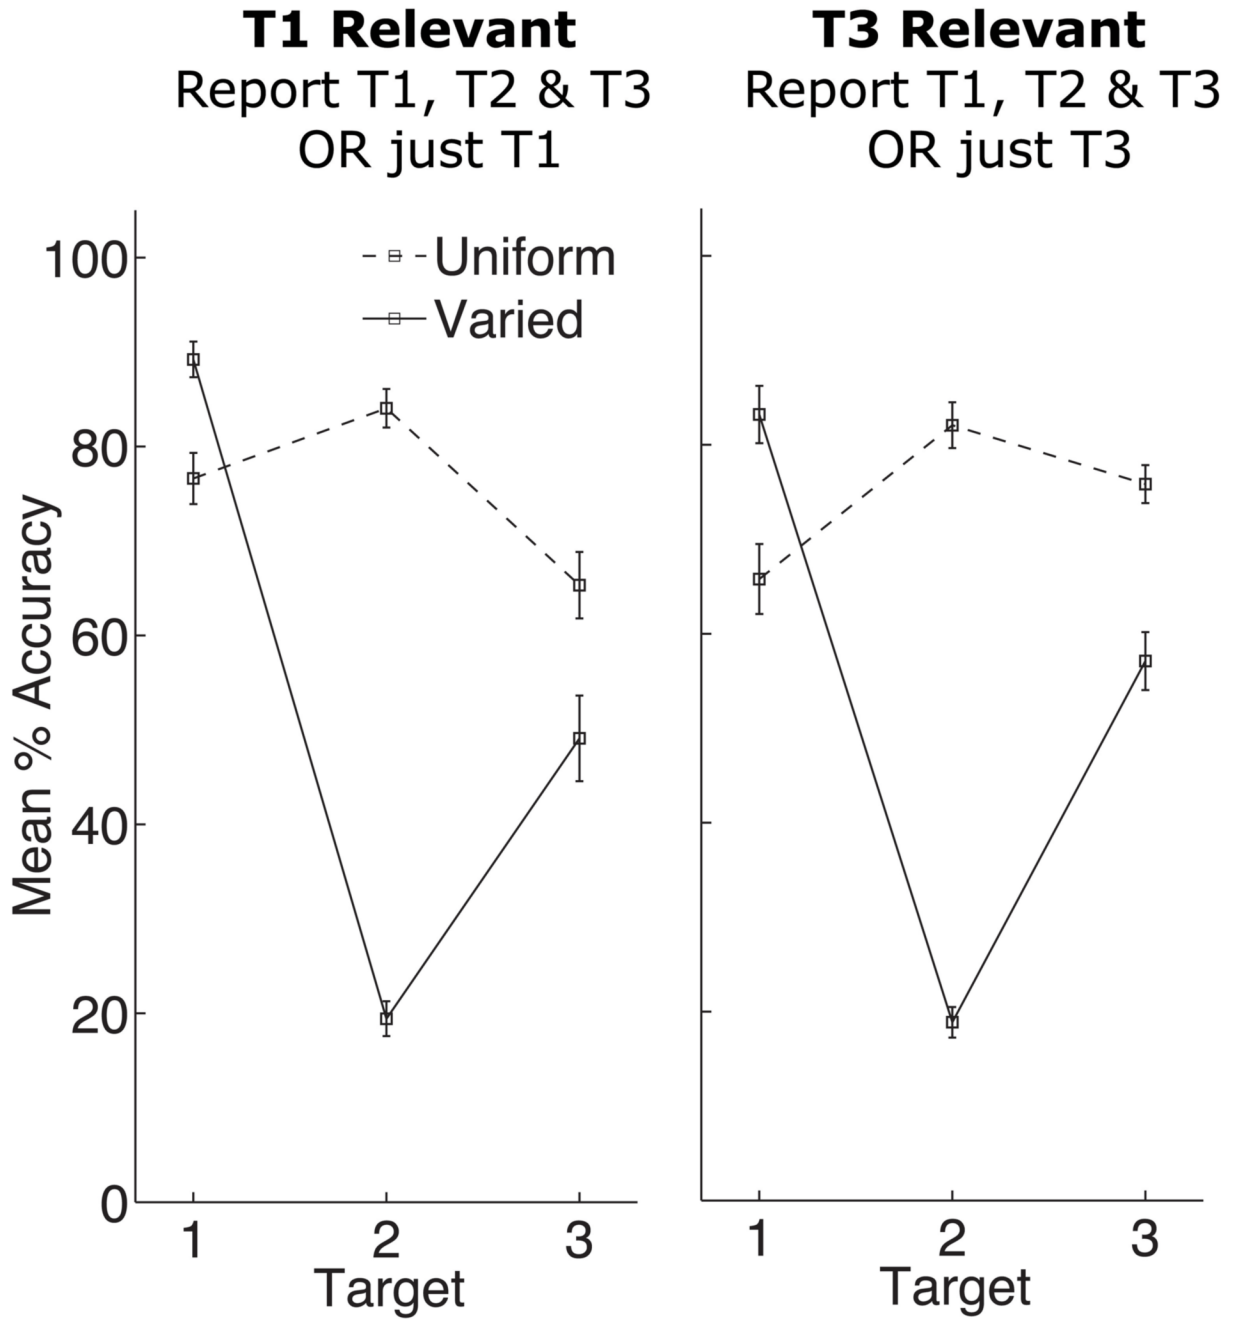 T1 Relevant
Report T1, T2 & T3
OR just T1
T3 Relevant
Report T1, T2 & T3
OR just T3
Uniform
Varied
Mean % Accuracy
100
80
60
40
20
0
1 2 3
Target
1 2 3
Target